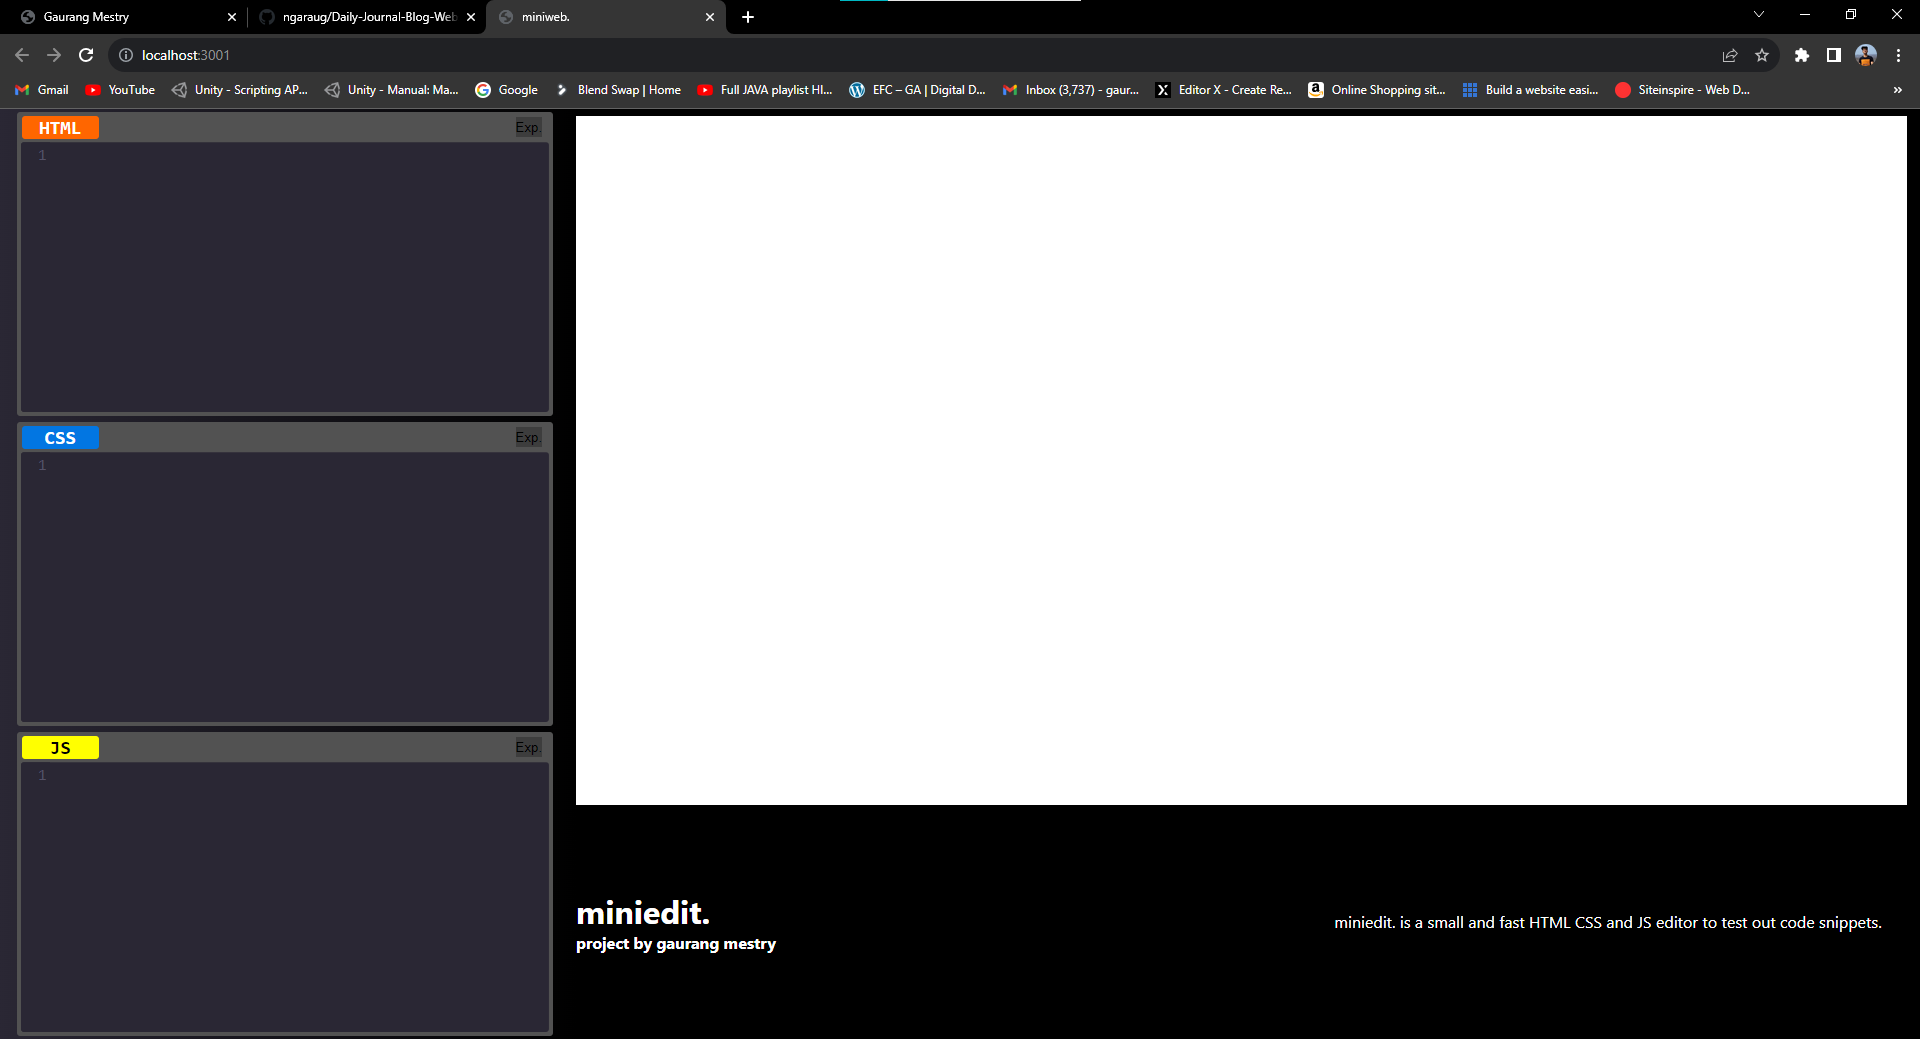 Gaurang Mestry
ngaraug/Daily-Journal-Blog-Web
miniweb.
localhost:3001
Gmail
YouTube
Unity - Scripting AP...
Unity - Manual: Ma...
Google
Blend Swap | Home
Full JAVA playlist HI...
EFC – GA | Digital D...
Inbox (3,737) - gaur...
Editor X - Create Re...
Online Shopping sit...
Build a website easi...
Siteinspire - Web D...
»
HTML
Exp.
1
CSS
Exp.
1
JS
Exp.
1
miniedit.
project by gaurang mestry
miniedit. is a small and fast HTML CSS and JS editor to test out code snippets.